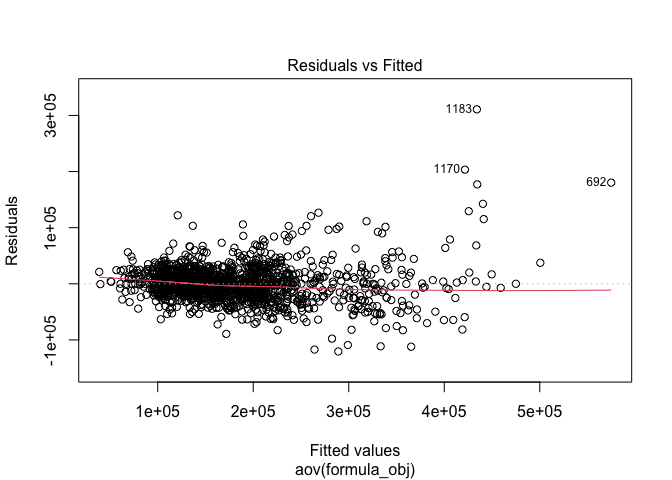 Residuals vs Fitted
Residuals
3e+05
1e+05
-1e+05
1183
1170
692
1e+05 2e+05 3e+05 4e+05 5e+05
Fitted values
aov(formula_obj)